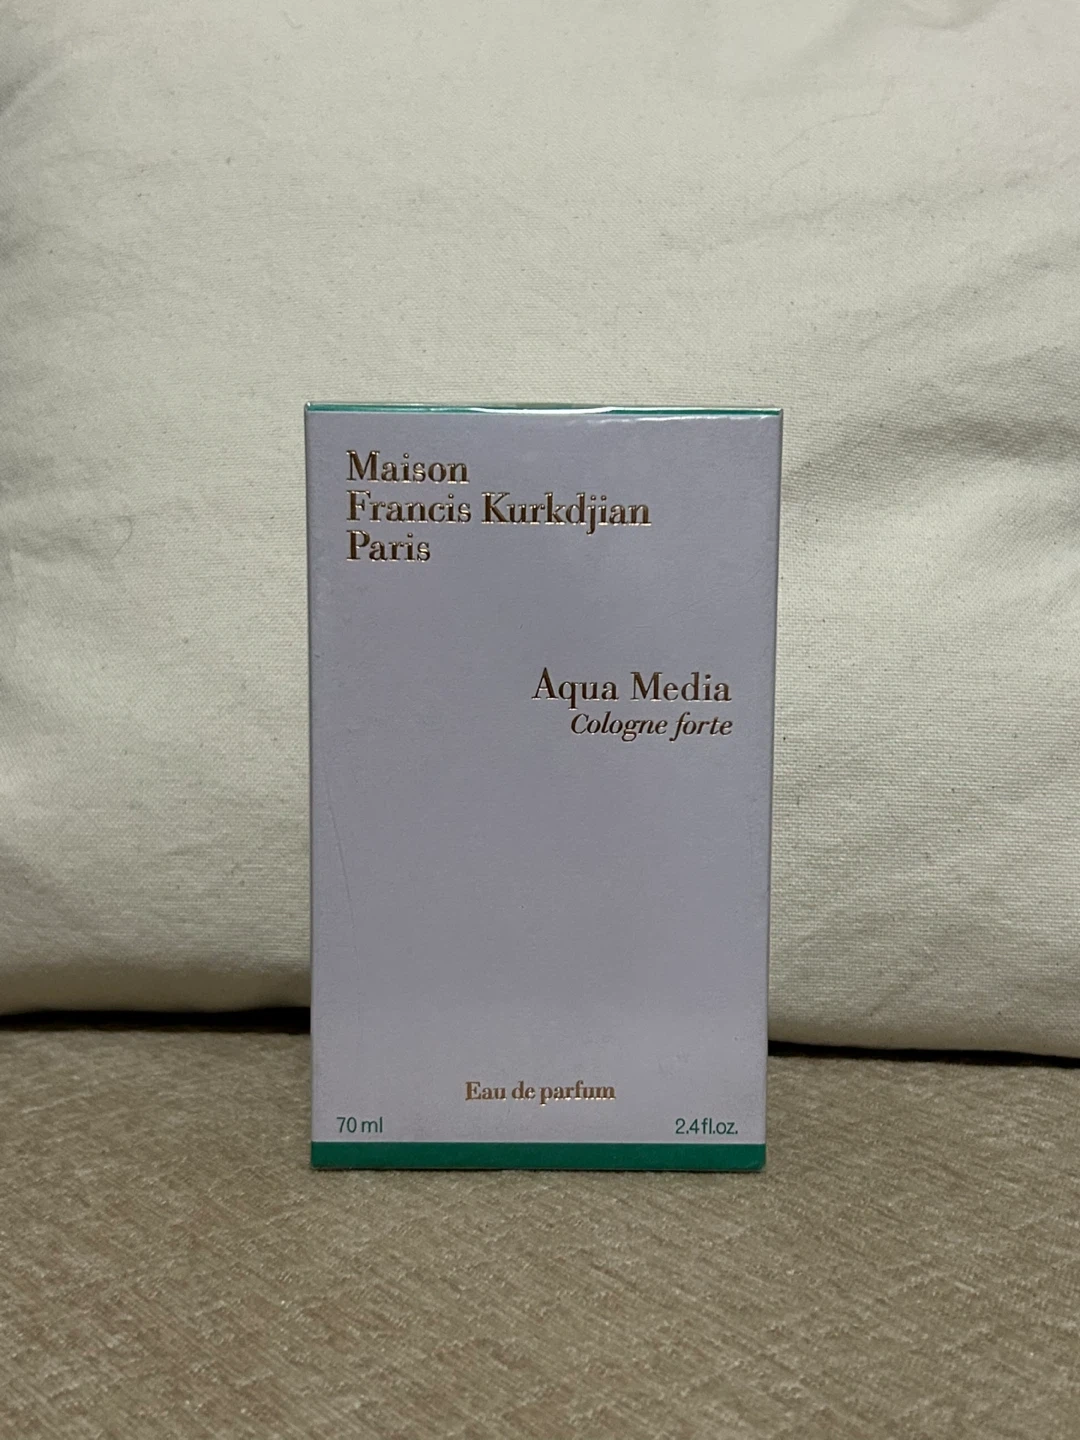 Maison
Francis Kurkdjian
Paris
Aqua Media
Cologne forte
Eau de parfum
70 ml 2.4 fl.oz.